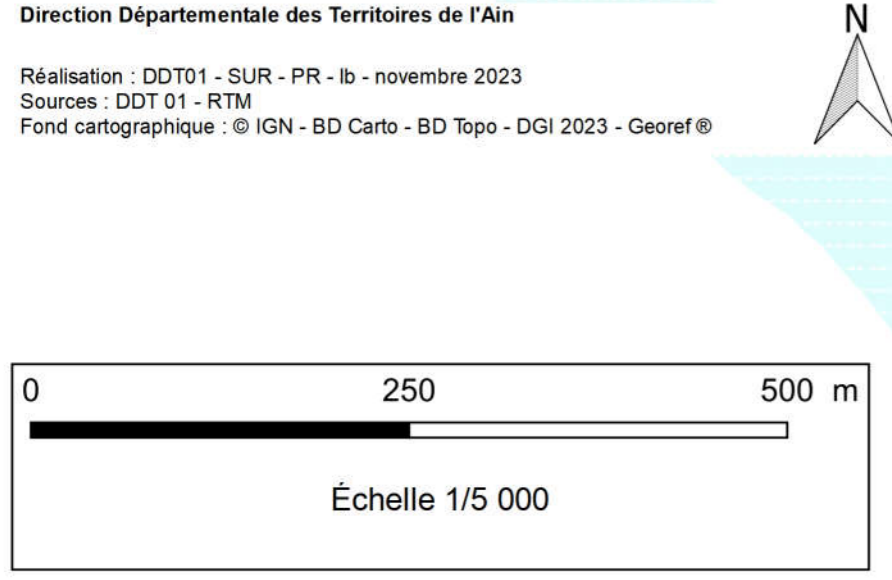 Direction Départementale des Territoires de l'Ain
N
Réalisation : DDT01 - SUR - PR - lb - novembre 2023
Sources : DDT 01 - RTM
Fond cartographique : © IGN - BD Carto - BD Topo - DGI 2023 - Georef ®
0 250 500 m
Échelle 1/5 000